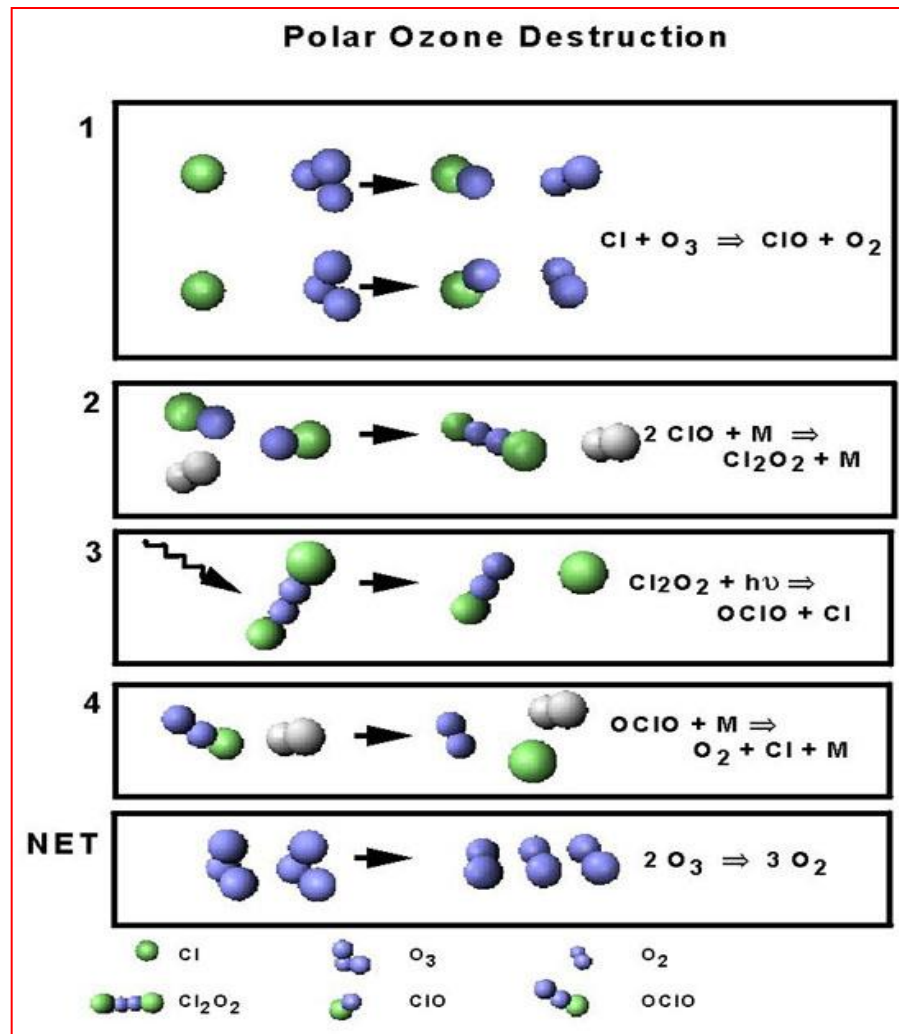 Polar Ozone Destruction
1
Cl + O₃ ⇒ ClO + O₂
2
2 ClO + M ⇒
Cl₂O₂ + M
3
Cl₂O₂ + hυ ⇒
OClO + Cl
4
OClO + M ⇒
O₂ + Cl + M
NET
2 O₃ ⇒ 3 O₂
Cl O₃ O₂
Cl₂O₂ ClO OClO